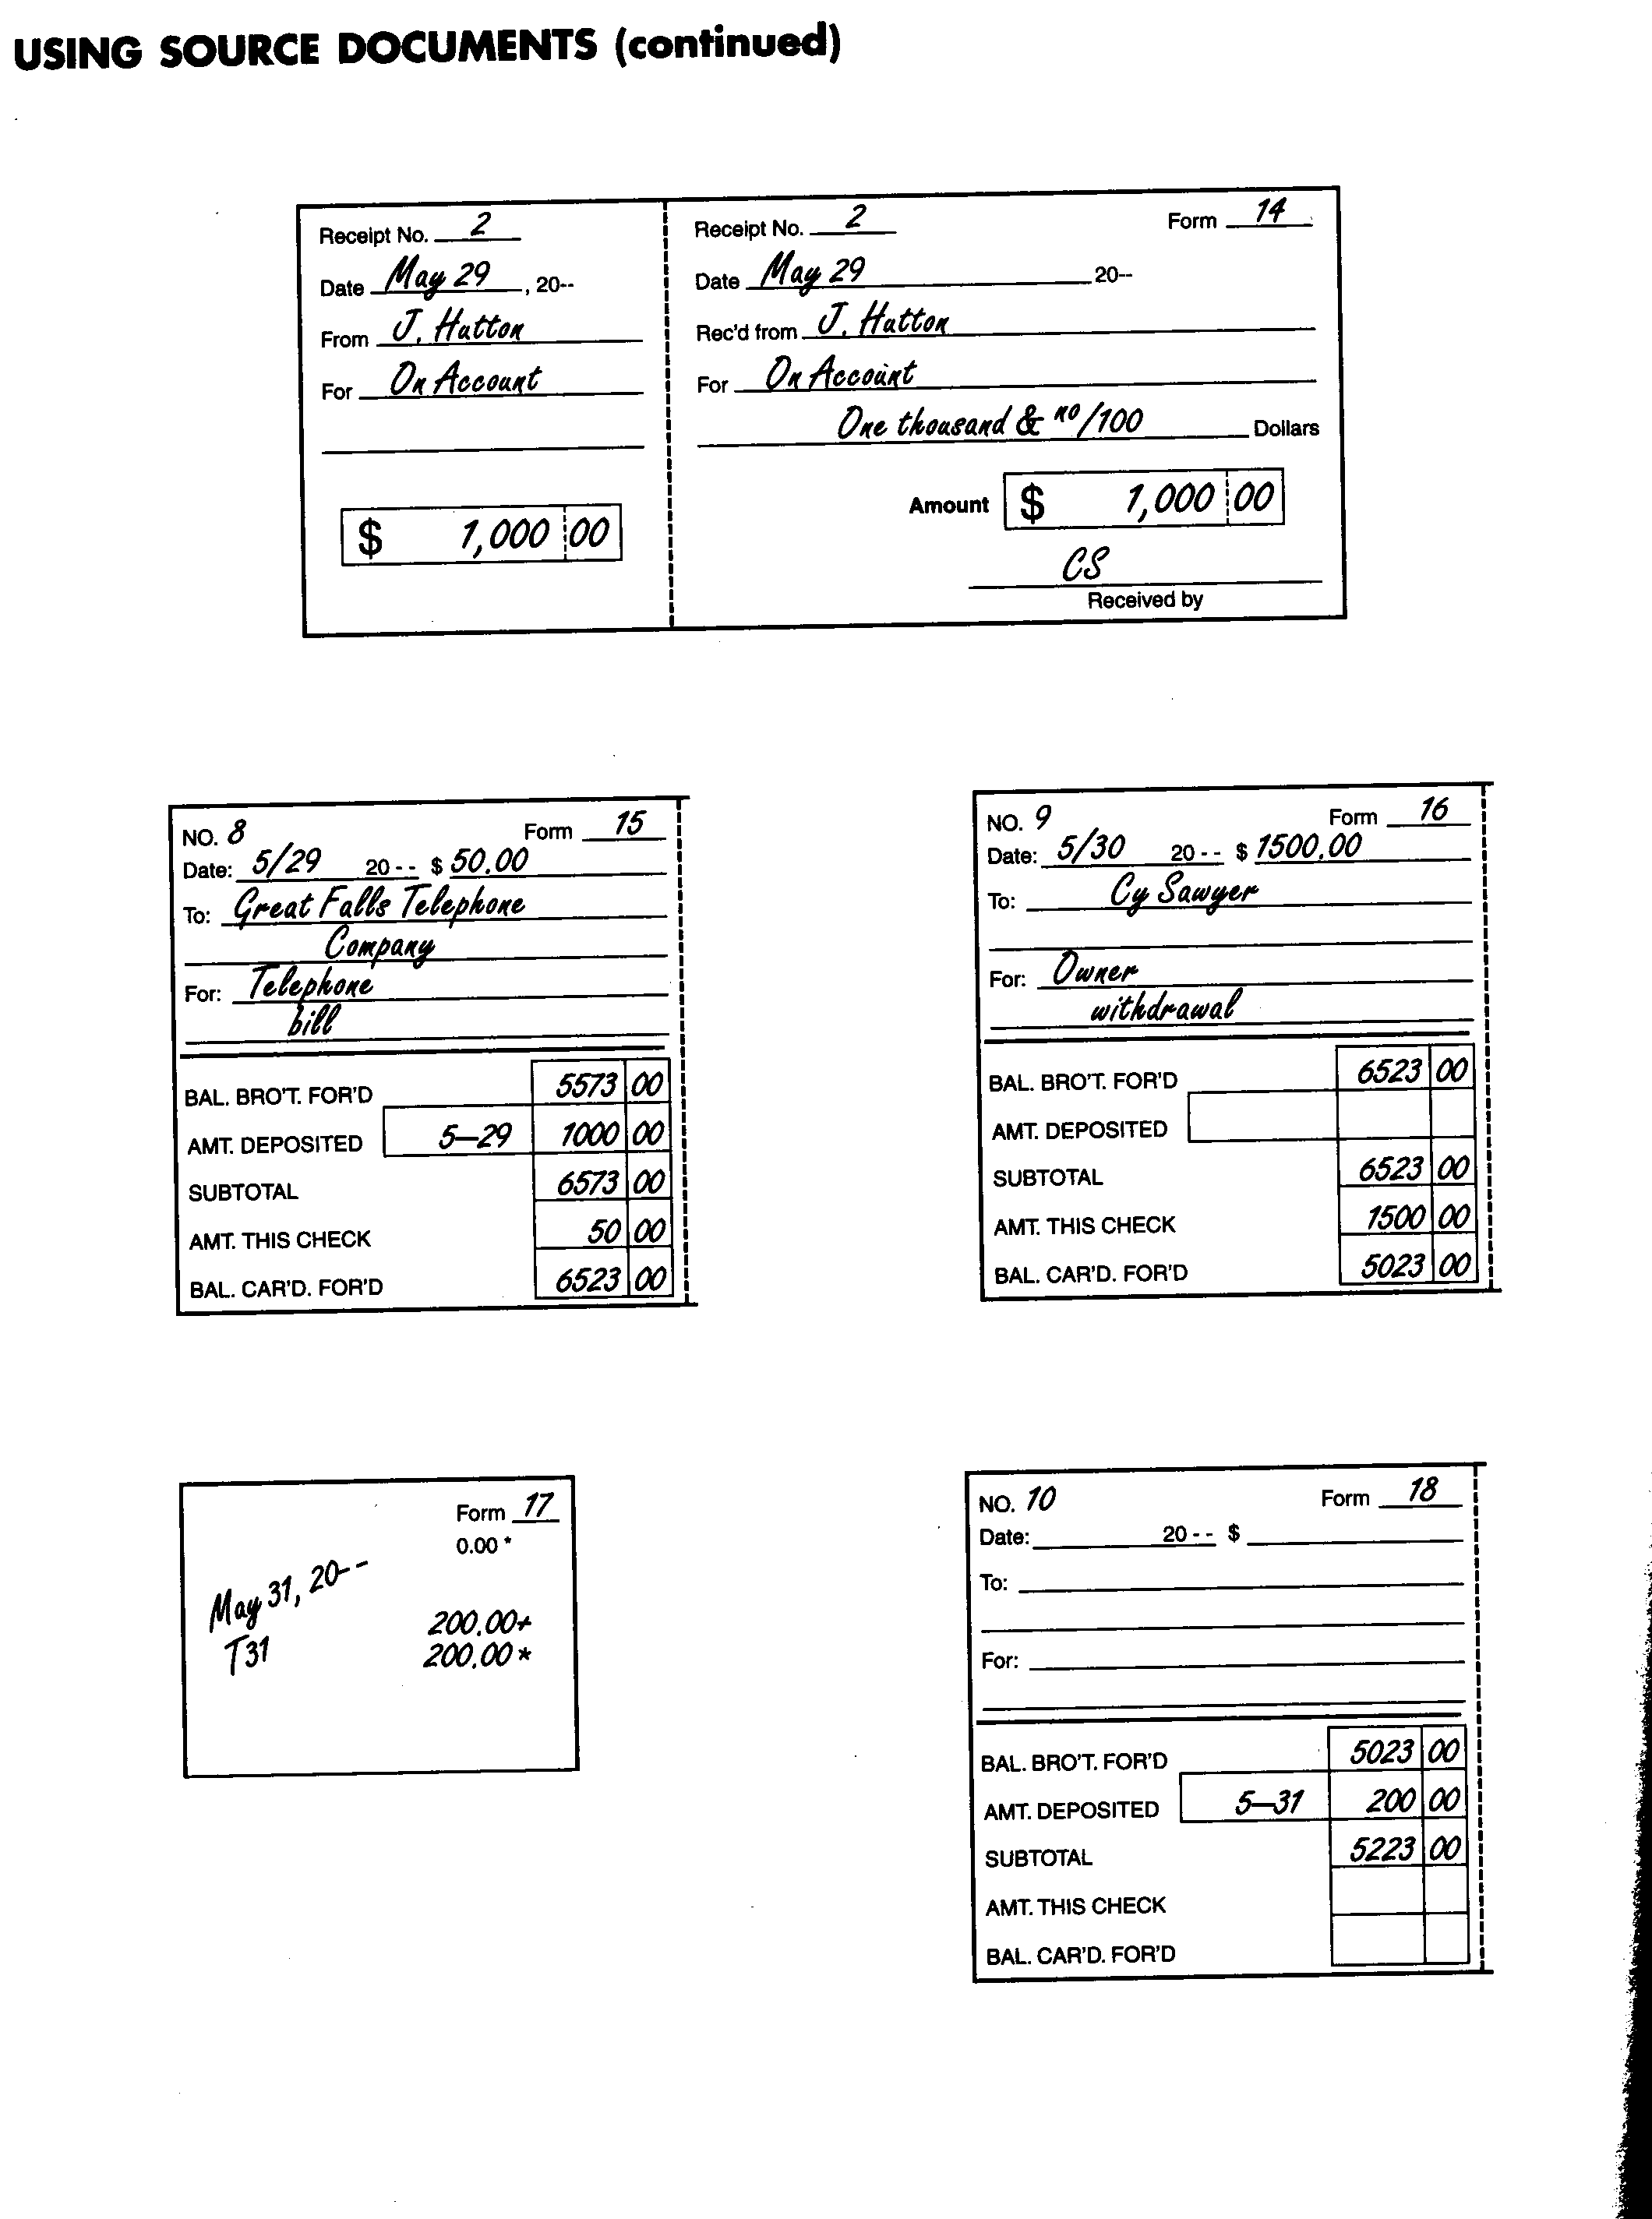 USING SOURCE DOCUMENTS (continued)
Receipt No. 2
Date May 29, 20--
From J. Hutton
For On Account
$ 1,000 00
Receipt No. 2 Form 14
Date May 29 20--
Rec'd from J. Hutton
For On Account
One thousand & no/100 Dollars
Amount $ 1,000 00
CS
Received by
NO. 8 Form 15
Date: 5/29 20-- $ 50.00
To: Great Falls Telephone
Company
For: Telephone
bill
BAL. BRO'T. FOR'D 5573 00
AMT. DEPOSITED 5-29 1000 00
SUBTOTAL 6573 00
AMT. THIS CHECK 50 00
BAL. CAR'D. FOR'D 6523 00
NO. 9 Form 16
Date: 5/30 20-- $ 1500.00
To: Cy Sawyer
For: Owner
withdrawal
BAL. BRO'T. FOR'D 6523 00
AMT. DEPOSITED
SUBTOTAL 6523 00
AMT. THIS CHECK 1500 00
BAL. CAR'D. FOR'D 5023 00
Form 17
0.00 *
May 31, 20--
T31
200.00+
200.00*
NO. 10 Form 18
Date: 20-- $
To:
For:
BAL. BRO'T. FOR'D 5023 00
AMT. DEPOSITED 5-31 200 00
SUBTOTAL 5223 00
AMT. THIS CHECK
BAL. CAR'D. FOR'D